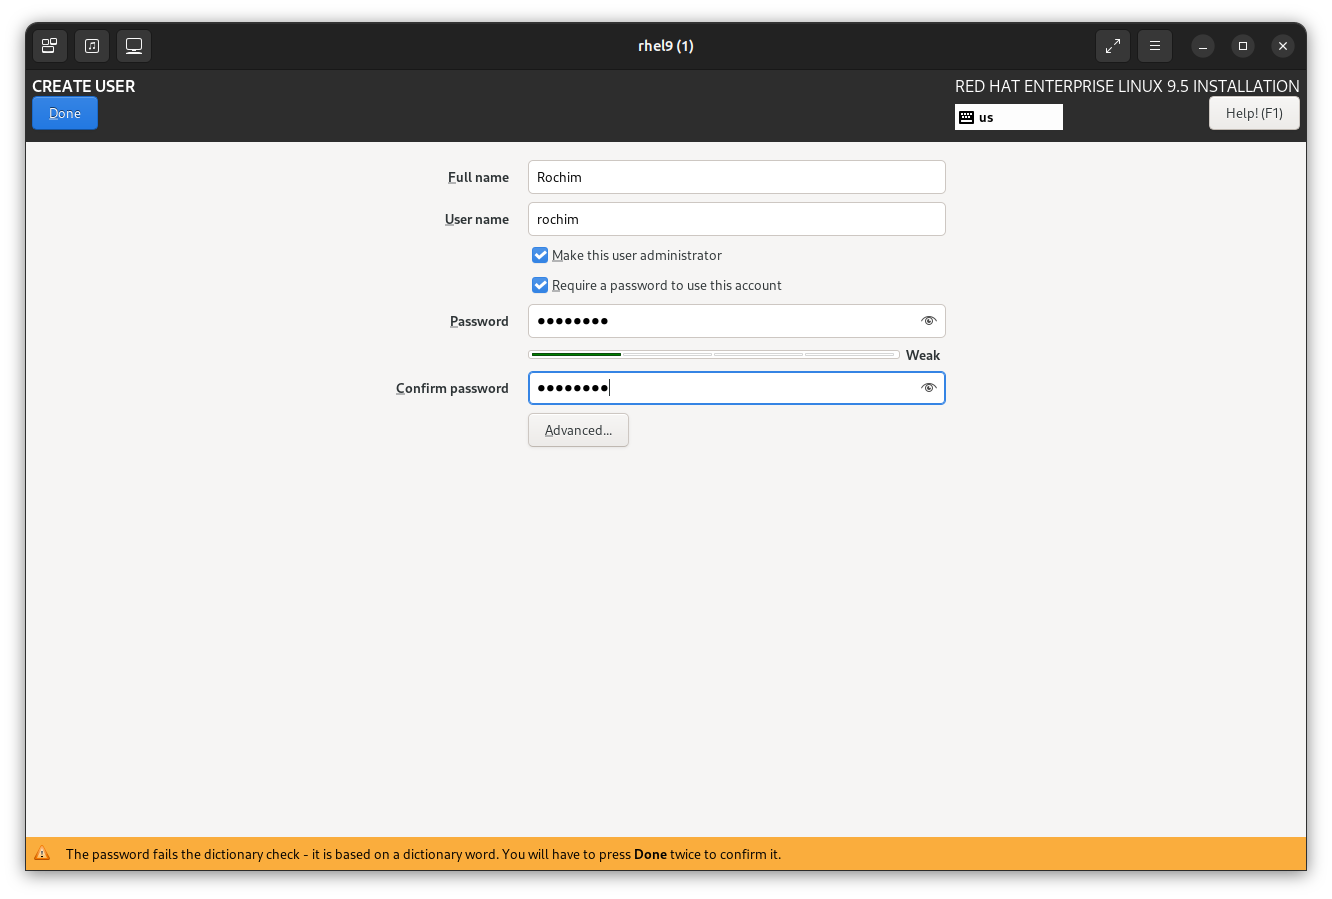 rhel9 (1)
CREATE USER
RED HAT ENTERPRISE LINUX 9.5 INSTALLATION
Done
us
Help! (F1)
Full name
Rochim
User name
rochim
Make this user administrator
Require a password to use this account
Password
●●●●●●●●
Weak
Confirm password
●●●●●●●●
Advanced...
The password fails the dictionary check - it is based on a dictionary word. You will have to press Done twice to confirm it.